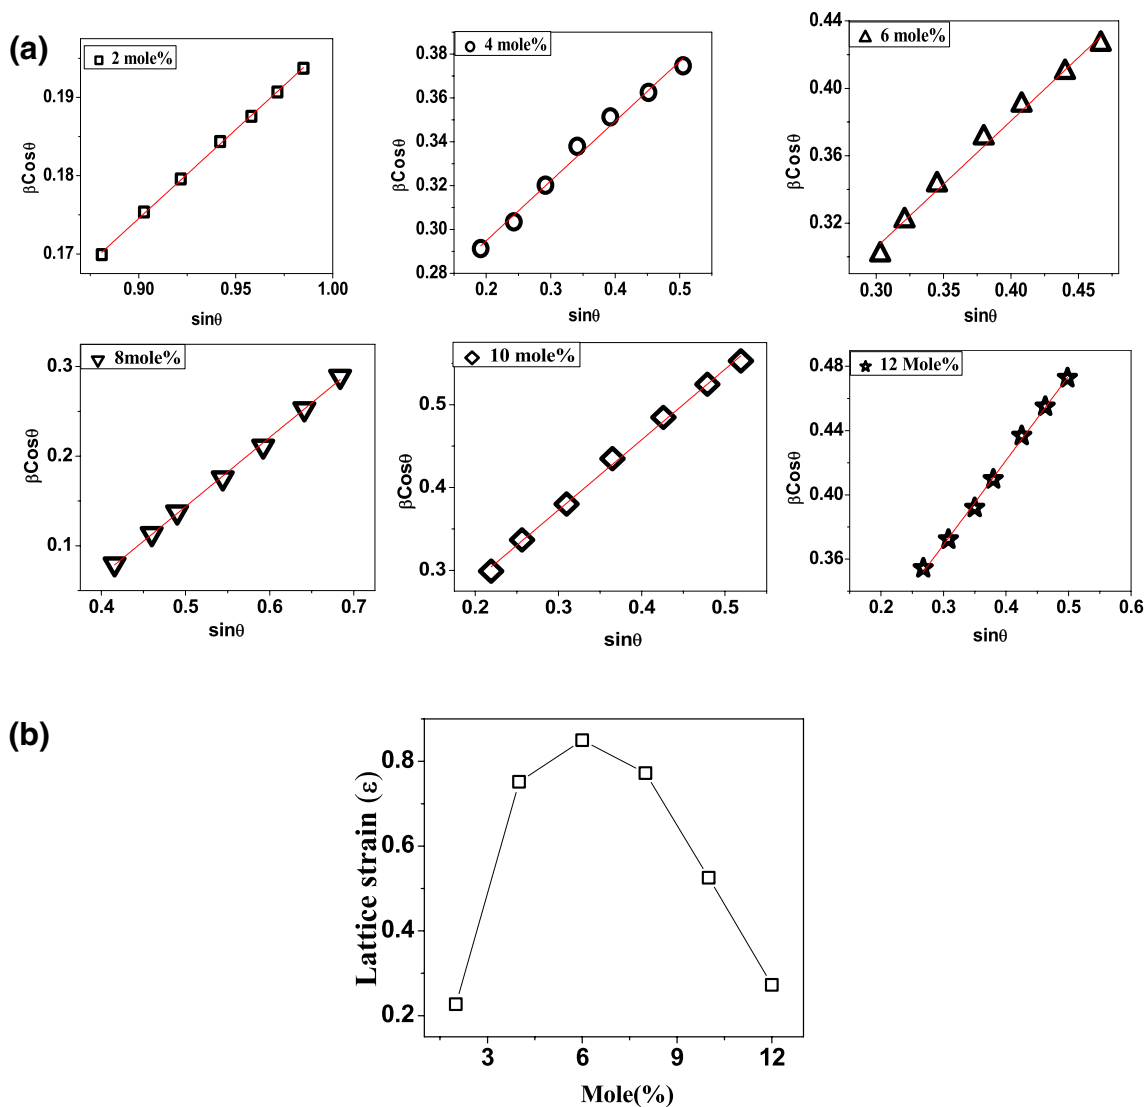 (a)
2 mole%
0.19
0.18
0.17
βCosθ
0.90
0.95
1.00
sinθ
4 mole%
0.38
0.36
0.34
0.32
0.30
0.28
βCosθ
0.2
0.3
0.4
0.5
sinθ
6 mole%
0.44
0.40
0.36
0.32
βCosθ
0.30
0.35
0.40
0.45
sinθ
8mole%
0.3
0.2
0.1
βCosθ
0.4
0.5
0.6
0.7
sinθ
10 mole%
0.5
0.4
0.3
βCosθ
0.2
0.3
0.4
0.5
sinθ
12 Mole%
0.48
0.44
0.40
0.36
βCosθ
0.2
0.3
0.4
0.5
0.6
sinθ
(b)
0.8
0.6
0.4
0.2
Lattice strain (ε)
3
6
9
12
Mole(%)